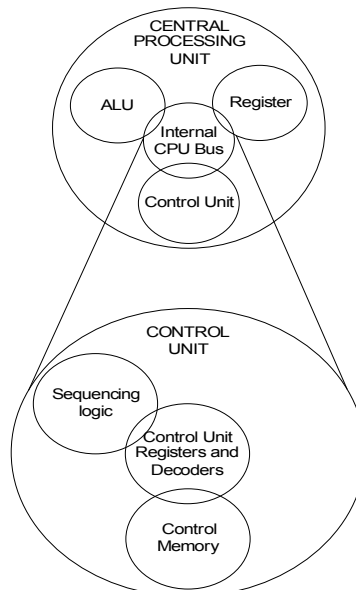 CENTRAL
PROCESSING
UNIT
ALU
Register
Internal
CPU Bus
Control Unit
CONTROL
UNIT
Sequencing
logic
Control Unit
Registers and
Decoders
Control
Memory